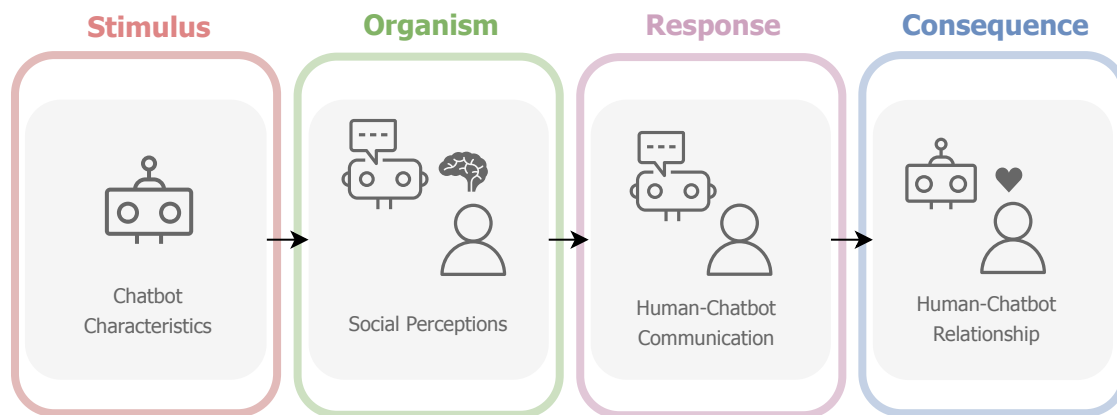 Stimulus
Organism
Response
Consequence
Chatbot
Characteristics
Social Perceptions
Human-Chatbot
Communication
Human-Chatbot
Relationship